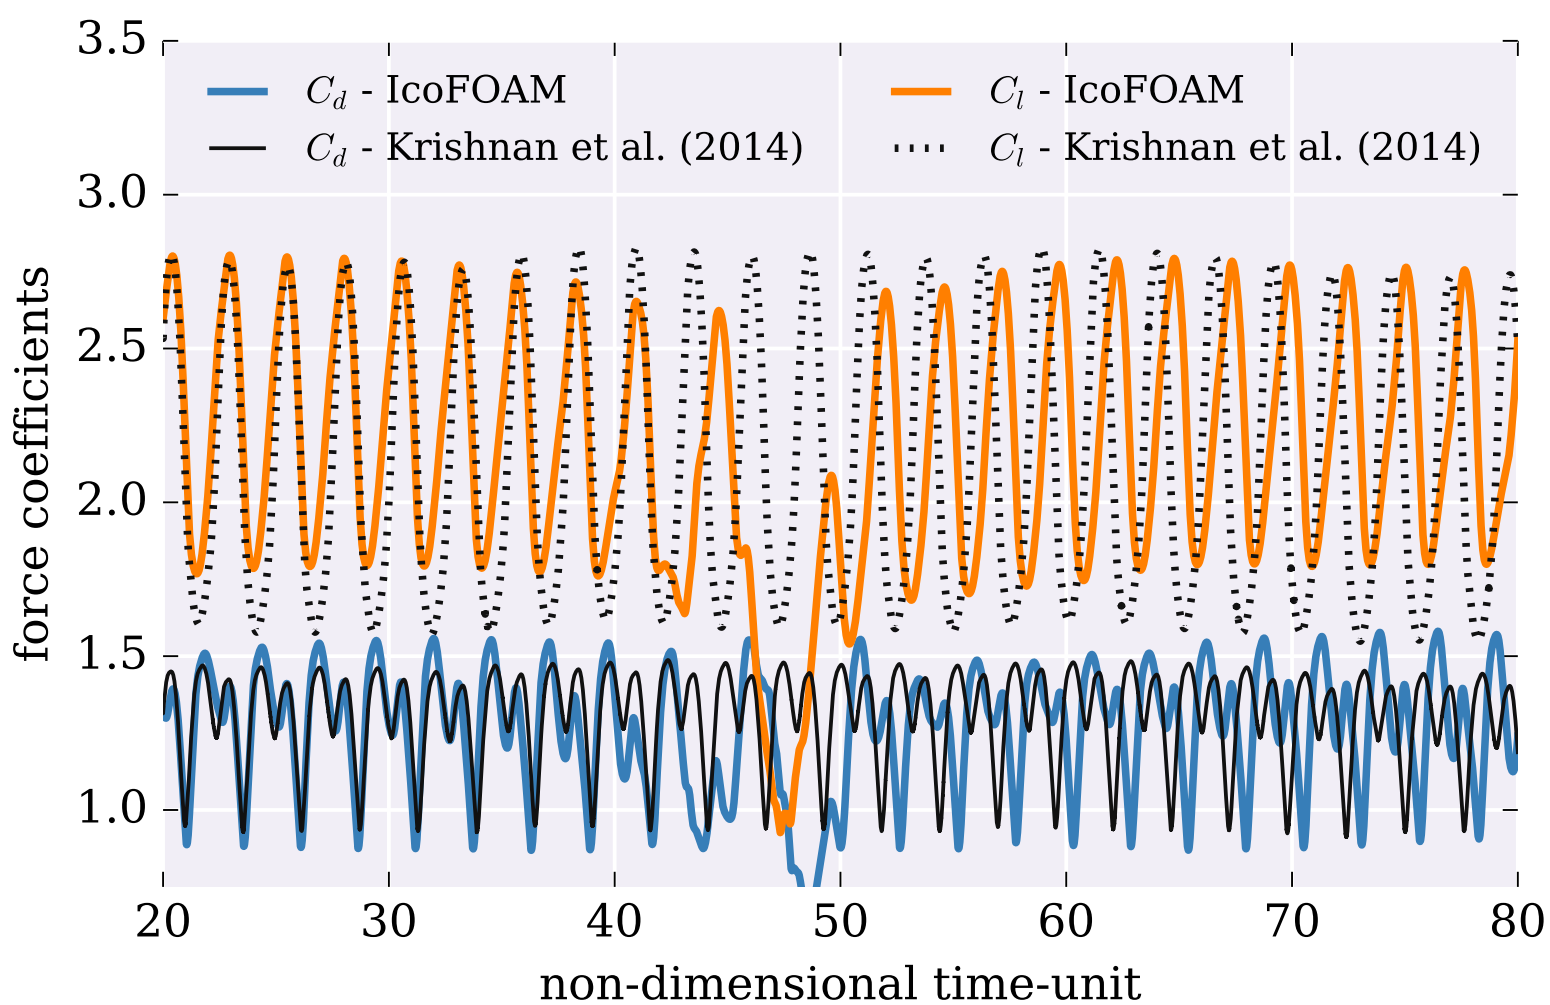 3.5
C_d - IcoFOAM
C_l - IcoFOAM
C_d - Krishnan et al. (2014)
C_l - Krishnan et al. (2014)
3.0
2.5
2.0
1.5
1.0
force coefficients
20 30 40 50 60 70 80
non-dimensional time-unit